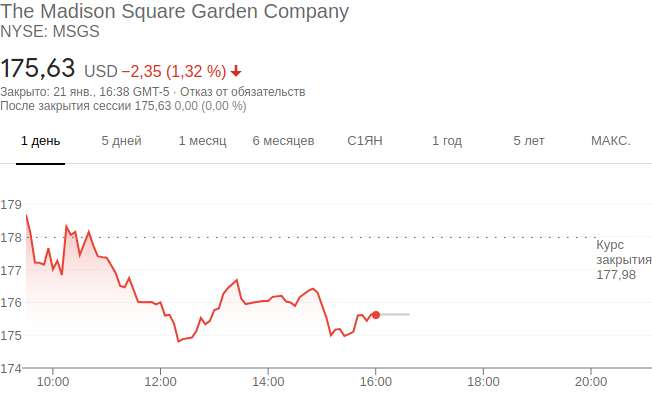 The Madison Square Garden Company
NYSE: MSGS
175,63 USD −2,35 (1,32 %)
Закрыто: 21 янв., 16:38 GMT-5 · Отказ от обязательств
После закрытия сессии 175,63 0,00 (0,00 %)
1 день 5 дней 1 месяц 6 месяцев С1ЯН 1 год 5 лет МАКС.
179
178
Курс
закрытия
177,98
177
176
175
174
10:00 12:00 14:00 16:00 18:00 20:00